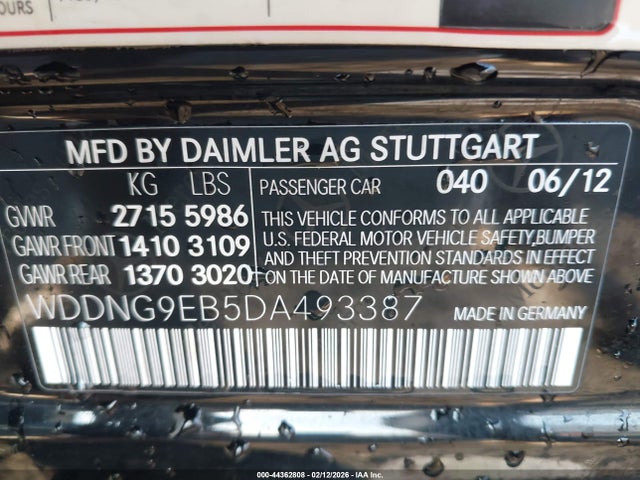 OURS
MFD BY DAIMLER AG STUTTGART
KG LBS
PASSENGER CAR 040 06/12
GVWR 2715 5986
GAWR FRONT 1410 3109
GAWR REAR 1370 3020
THIS VEHICLE CONFORMS TO ALL APPLICABLE
U.S. FEDERAL MOTOR VEHICLE SAFETY, BUMPER
AND THEFT PREVENTION STANDARDS IN EFFECT
ON THE DATE OF MANUFACTURE SHOWN ABOVE.
WDDNG9EB5DA493387
MADE IN GERMANY
000-44362808 - 02/12/2026 - IAA Inc.